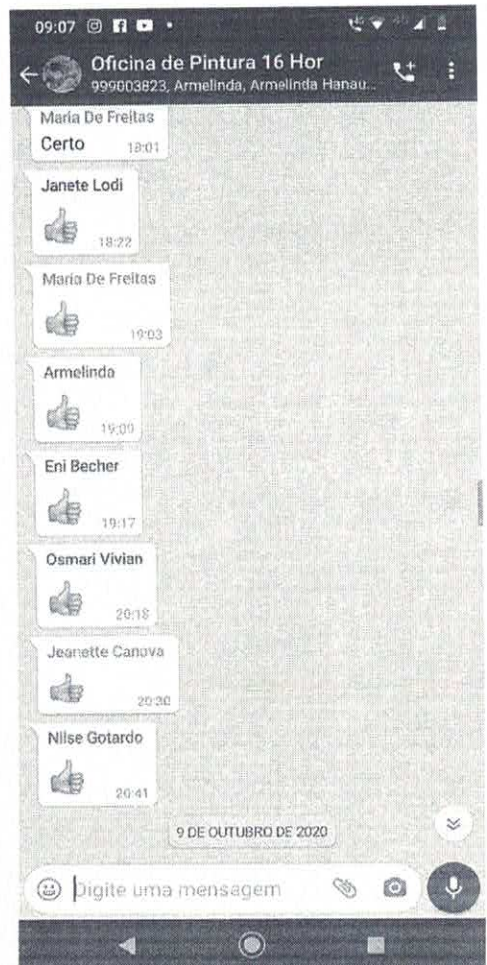 09:07
Oficina de Pintura 16 Hor
999003823, Armelinda, Armelinda Hanau...
Maria De Freitas
Certo 18:01
Janete Lodi
18:22
Maria De Freitas
19:03
Armelinda
19:09
Eni Becher
19:17
Osmari Vivian
20:18
Jeanette Canova
20:30
Nilse Gotardo
20:41
9 DE OUTUBRO DE 2020
Digite uma mensagem